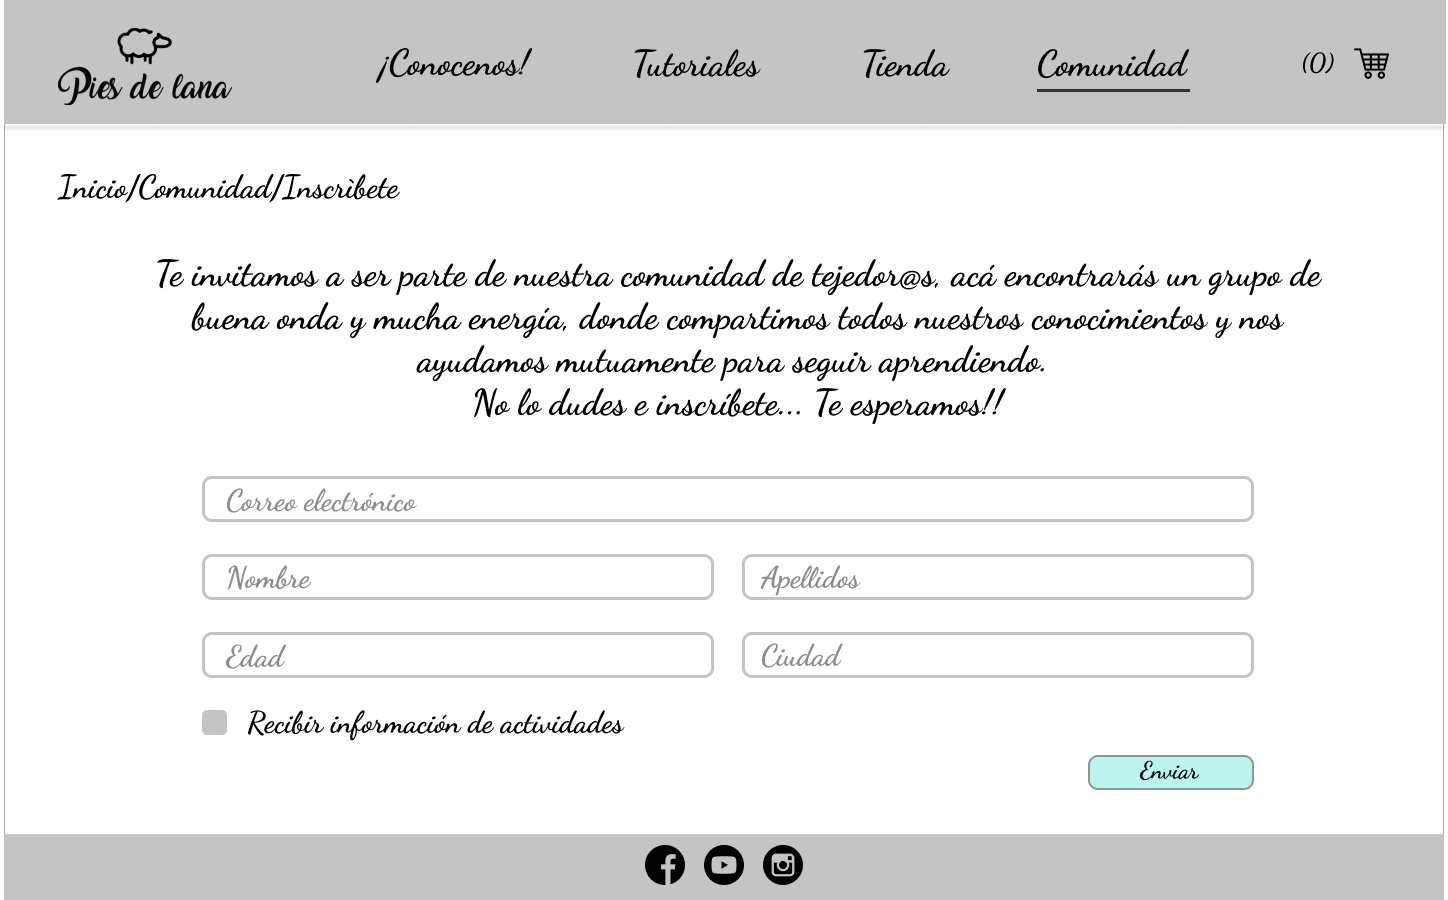 Pies de lana
¡Conocenos!
Tutoriales
Tienda
Comunidad
(0)
Inicio/Comunidad/Inscrìbete
Te invitamos a ser parte de nuestra comunidad de tejedor@s, acá encontrarás un grupo de
buena onda y mucha energía, donde compartimos todos nuestros conocimientos y nos
ayudamos mutuamente para seguir aprendiendo.
No lo dudes e inscríbete... Te esperamos!!
Correo electrónico
Nombre
Apellidos
Edad
Ciudad
Recibir información de actividades
Enviar